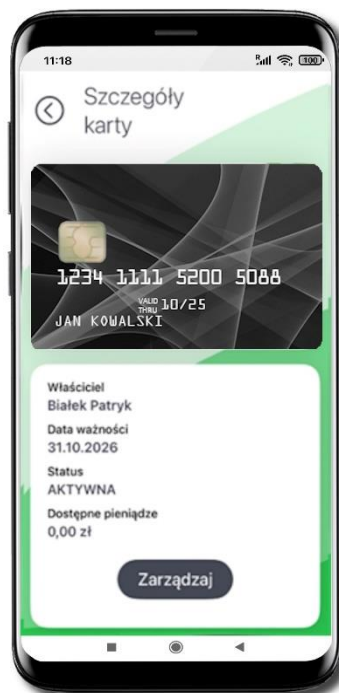 11:18
R
100
Szczegóły
karty
1234 1111 5200 5088
VALID
THRU 10/25
JAN KOWALSKI
Właściciel
Białek Patryk
Data ważności
31.10.2026
Status
AKTYWNA
Dostępne pieniądze
0,00 zł
Zarządzaj